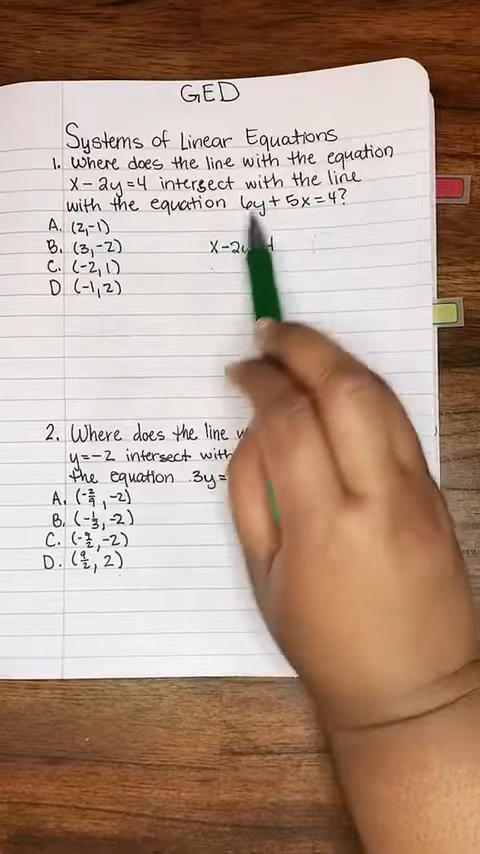 GED
Systems of Linear Equations
1. Where does the line with the equation
x-2y=4 intersect with the line
with the equation 6y+5x=4?
A. (2,-1)
B. (3,-2)
C. (-2,1)
D (-1,2)
x-2y
2. Where does the line
y=-2 intersect with
the equation 3y=
A. (-2/9, -2)
B. (-1/3, -2)
C. (-9/2, -2)
D. (9/2, 2)